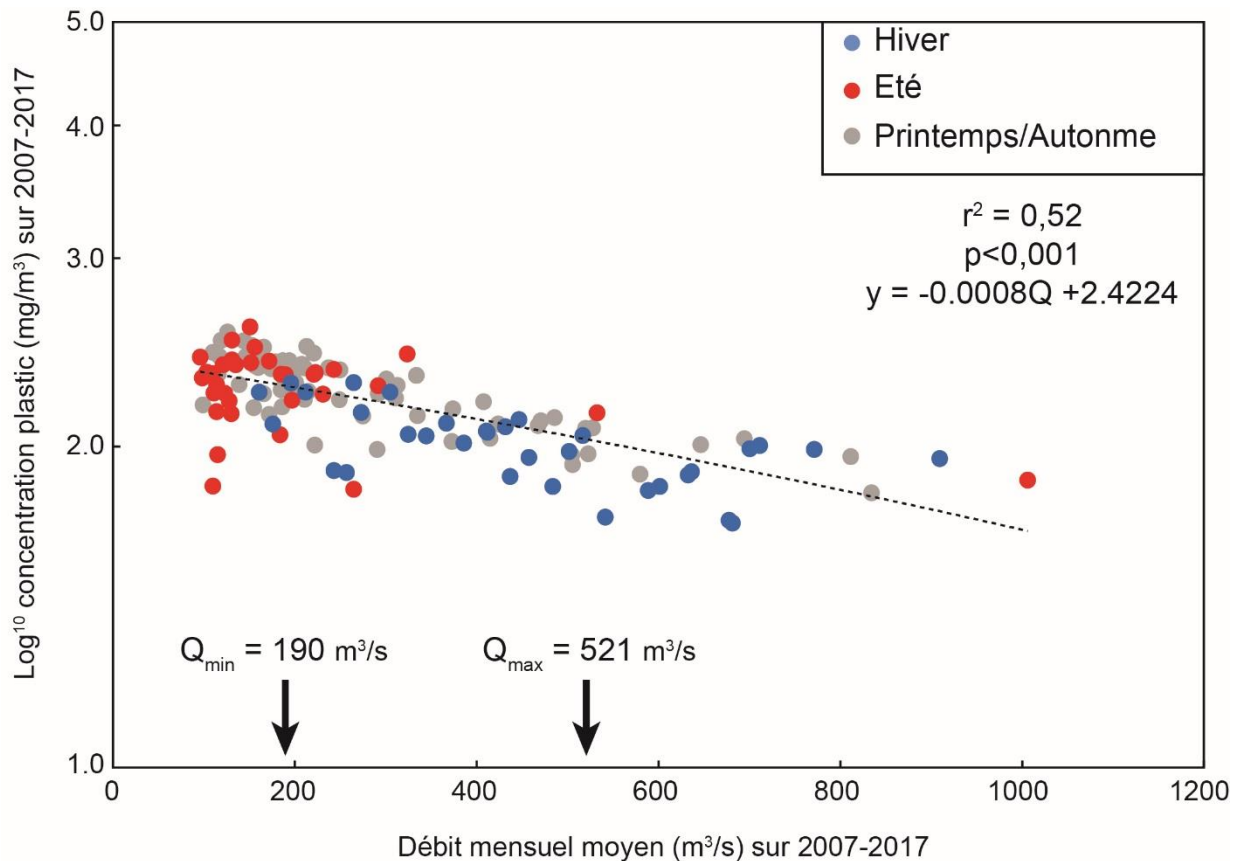 5.0
4.0
3.0
2.0
1.0
Log¹⁰ concentration plastic (mg/m³) sur 2007-2017
Hiver
Eté
Printemps/Autonme
r² = 0,52
p<0,001
y = -0.0008Q +2.4224
Qmin = 190 m³/s
Qmax = 521 m³/s
0 200 400 600 800 1000 1200
Débit mensuel moyen (m³/s) sur 2007-2017